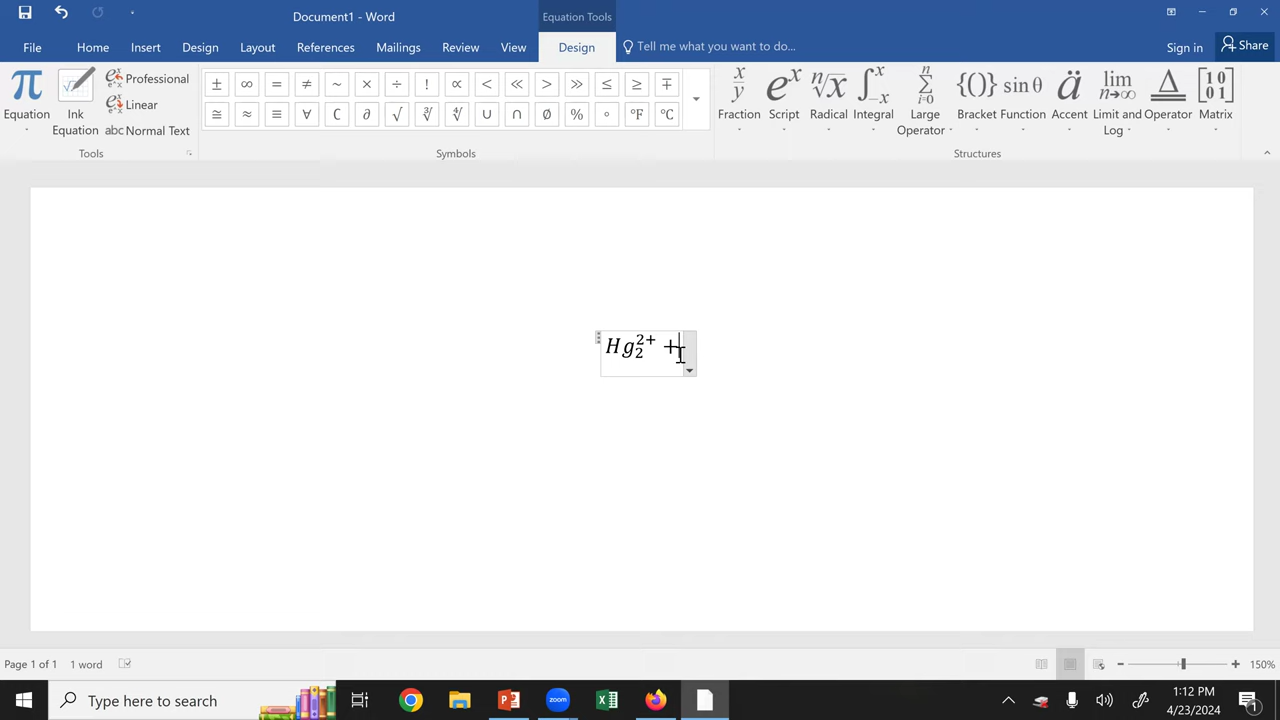 Document1 - Word
Equation Tools
File
Home
Insert
Design
Layout
References
Mailings
Review
View
Design
Tell me what you want to do...
Sign in
Share
π
Equation
Ink
Equation
Professional
Linear
abc Normal Text
Tools
± ∞ = ≠ ~ × ÷ ! ∝ < ≪ > ≫ ≤ ≥ ∓
≅ ≈ ≡ ∀ ∁ ∂ √ ∛ ∜ ∪ ∩ ∅ % ° °F °C
Symbols
Fraction
Script
Radical
Integral
Large
Operator
Bracket
Function
Accent
Limit and
Log
Operator
Matrix
Structures
Hg₂²⁺ +
Page 1 of 1
1 word
150%
Type here to search
zoom
1:12 PM
4/23/2024
1